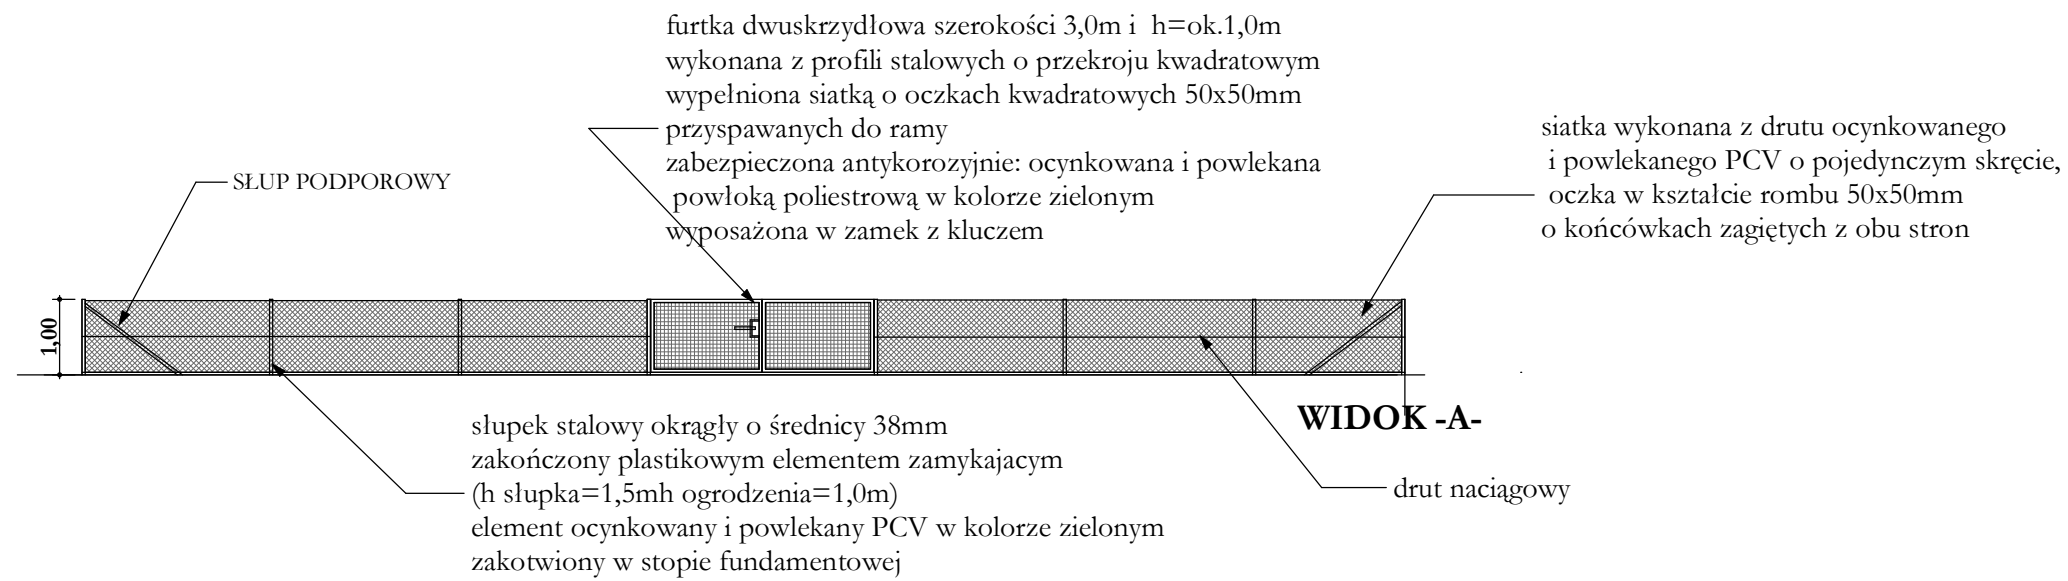 furtka dwuskrzydłowa szerokości 3,0m i h=ok.1,0m
wykonana z profili stalowych o przekroju kwadratowym
wypełniona siatką o oczkach kwadratowych 50x50mm
przyspawanych do ramy
zabezpieczona antykorozyjnie: ocynkowana i powlekana
powłoką poliestrową w kolorze zielonym
wyposażona w zamek z kluczem
siatka wykonana z drutu ocynkowanego
i powlekanego PCV o pojedynczym skręcie,
oczka w kształcie rombu 50x50mm
o końcówkach zagiętych z obu stron
SŁUP PODPOROWY
1,00
WIDOK -A-
słupek stalowy okrągły o średnicy 38mm
zakończony plastikowym elementem zamykajacym
(h słupka=1,5mh ogrodzenia=1,0m)
element ocynkowany i powlekany PCV w kolorze zielonym
zakotwiony w stopie fundamentowej
drut naciągowy